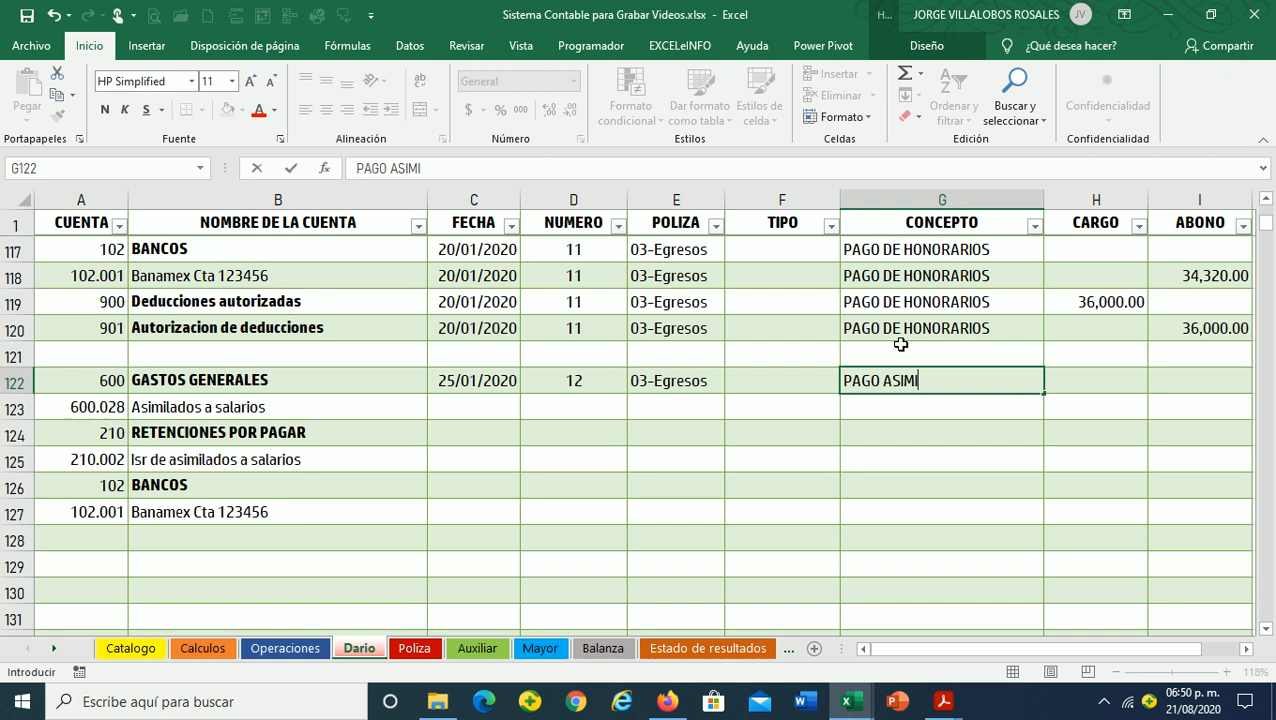 Sistema Contable para Grabar Videos.xlsx - Excel
H...
JORGE VILLALOBOS ROSALES
JV
Archivo Inicio Insertar Disposición de página Fórmulas Datos Revisar Vista Programador EXCELeINFO Ayuda Power Pivot Diseño ¿Qué desea hacer? Compartir
Pegar
HP Simplified 11
N K S
General
$ % 000
Formato condicional
Dar formato como tabla
Estilos de celda
Insertar
Eliminar
Formato
Ordenar y filtrar
Buscar y seleccionar
Confidencialidad
Portapapeles Fuente Alineación Número Estilos Celdas Edición Confidencialidad
G122 fx PAGO ASIMI
A B C D E F G H I
1 CUENTA NOMBRE DE LA CUENTA FECHA NUMERO POLIZA TIPO CONCEPTO CARGO ABONO
117 102 BANCOS 20/01/2020 11 03-Egresos PAGO DE HONORARIOS
118 102.001 Banamex Cta 123456 20/01/2020 11 03-Egresos PAGO DE HONORARIOS 34,320.00
119 900 Deducciones autorizadas 20/01/2020 11 03-Egresos PAGO DE HONORARIOS 36,000.00
120 901 Autorizacion de deducciones 20/01/2020 11 03-Egresos PAGO DE HONORARIOS 36,000.00
121
122 600 GASTOS GENERALES 25/01/2020 12 03-Egresos PAGO ASIMI
123 600.028 Asimilados a salarios
124 210 RETENCIONES POR PAGAR
125 210.002 Isr de asimilados a salarios
126 102 BANCOS
127 102.001 Banamex Cta 123456
128
129
130
131
Catalogo Calculos Operaciones Dario Poliza Auxiliar Mayor Balanza Estado de resultados ...
Introducir 118%
Escribe aquí para buscar
06:50 p. m.
21/08/2020